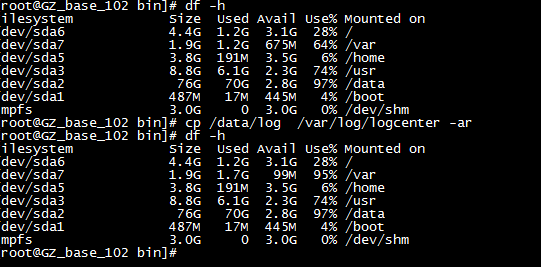 root@GZ_base_102 bin]# df -h
ilesystem Size Used Avail Use% Mounted on
/dev/sda6 4.4G 1.2G 3.1G 28% /
/dev/sda7 1.9G 1.2G 675M 64% /var
/dev/sda5 3.8G 191M 3.5G 6% /home
/dev/sda3 8.8G 6.1G 2.3G 74% /usr
/dev/sda2 76G 70G 2.8G 97% /data
/dev/sda1 487M 17M 445M 4% /boot
mpfs 3.0G 0 3.0G 0% /dev/shm
root@GZ_base_102 bin]# cp /data/log /var/log/logcenter -ar
root@GZ_base_102 bin]# df -h
ilesystem Size Used Avail Use% Mounted on
/dev/sda6 4.4G 1.2G 3.1G 28% /
/dev/sda7 1.9G 1.7G 99M 95% /var
/dev/sda5 3.8G 191M 3.5G 6% /home
/dev/sda3 8.8G 6.1G 2.3G 74% /usr
/dev/sda2 76G 70G 2.8G 97% /data
/dev/sda1 487M 17M 445M 4% /boot
mpfs 3.0G 0 3.0G 0% /dev/shm
root@GZ_base_102 bin]#